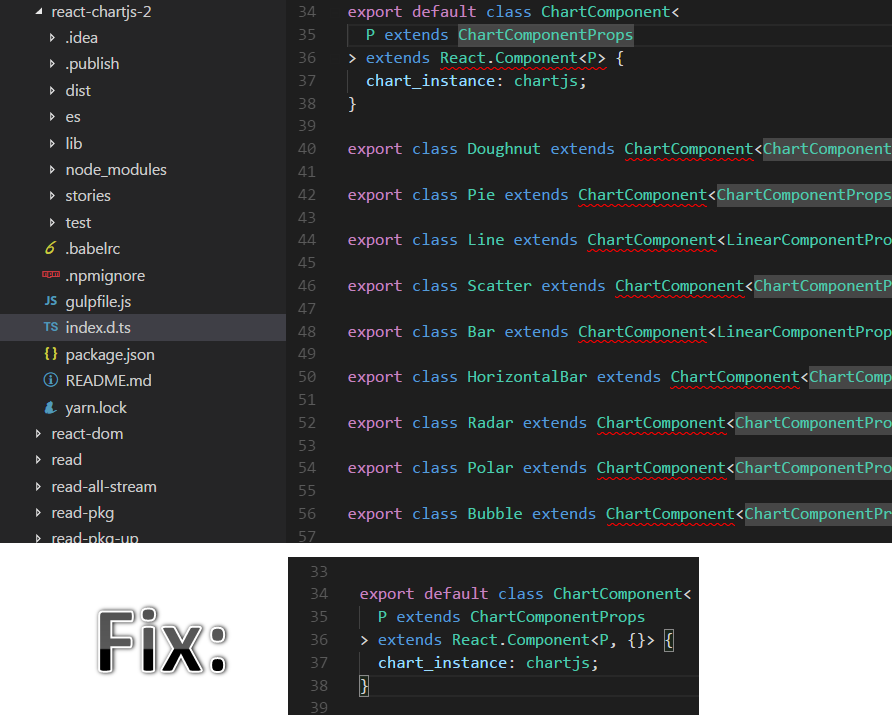 react-chartjs-2
.idea
.publish
dist
es
lib
node_modules
stories
test
.babelrc
.npmignore
JS gulpfile.js
TS index.d.ts
{} package.json
README.md
yarn.lock
react-dom
read
read-all-stream
read-pkg
read-pkg-up
34 export default class ChartComponent<
35 P extends ChartComponentProps
36 > extends React.Component<P> {
37 chart_instance: chartjs;
38 }
39
40 export class Doughnut extends ChartComponent<ChartComponent
41
42 export class Pie extends ChartComponent<ChartComponentProps
43
44 export class Line extends ChartComponent<LinearComponentPro
45
46 export class Scatter extends ChartComponent<ChartComponentP
47
48 export class Bar extends ChartComponent<LinearComponentProp
49
50 export class HorizontalBar extends ChartComponent<ChartComp
51
52 export class Radar extends ChartComponent<ChartComponentPro
53
54 export class Polar extends ChartComponent<ChartComponentPro
55
56 export class Bubble extends ChartComponent<ChartComponentPr
57
Fix:
33
34 export default class ChartComponent<
35 P extends ChartComponentProps
36 > extends React.Component<P, {}> {
37 chart_instance: chartjs;
38 }
39